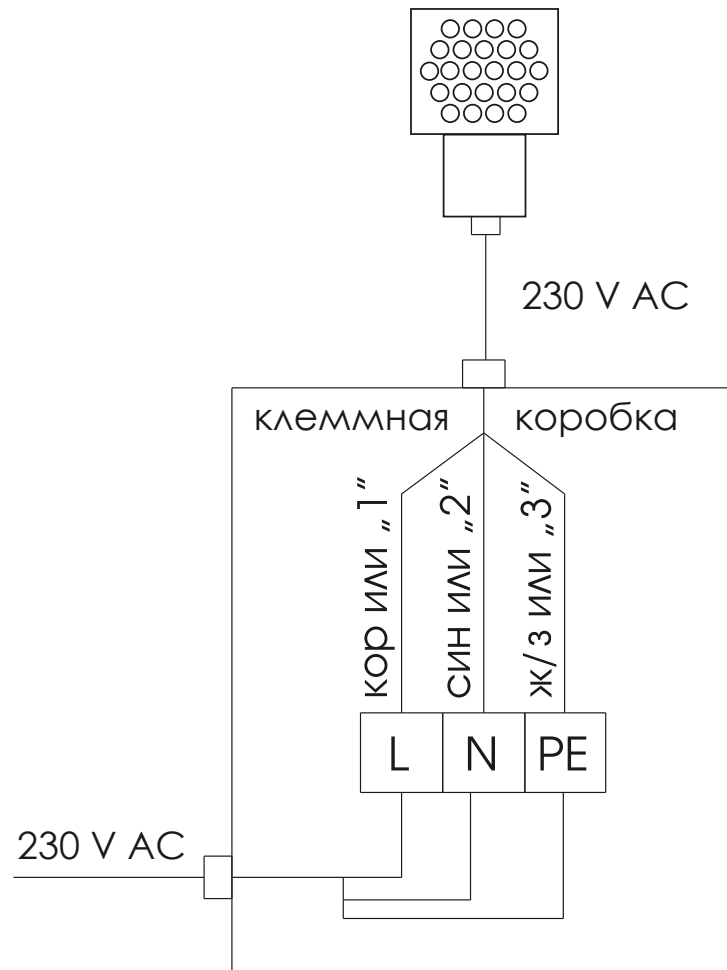 230 V AC
клеммная коробка
кор или „1“
син или „2“
ж/з или „3“
L N PE
230 V AC